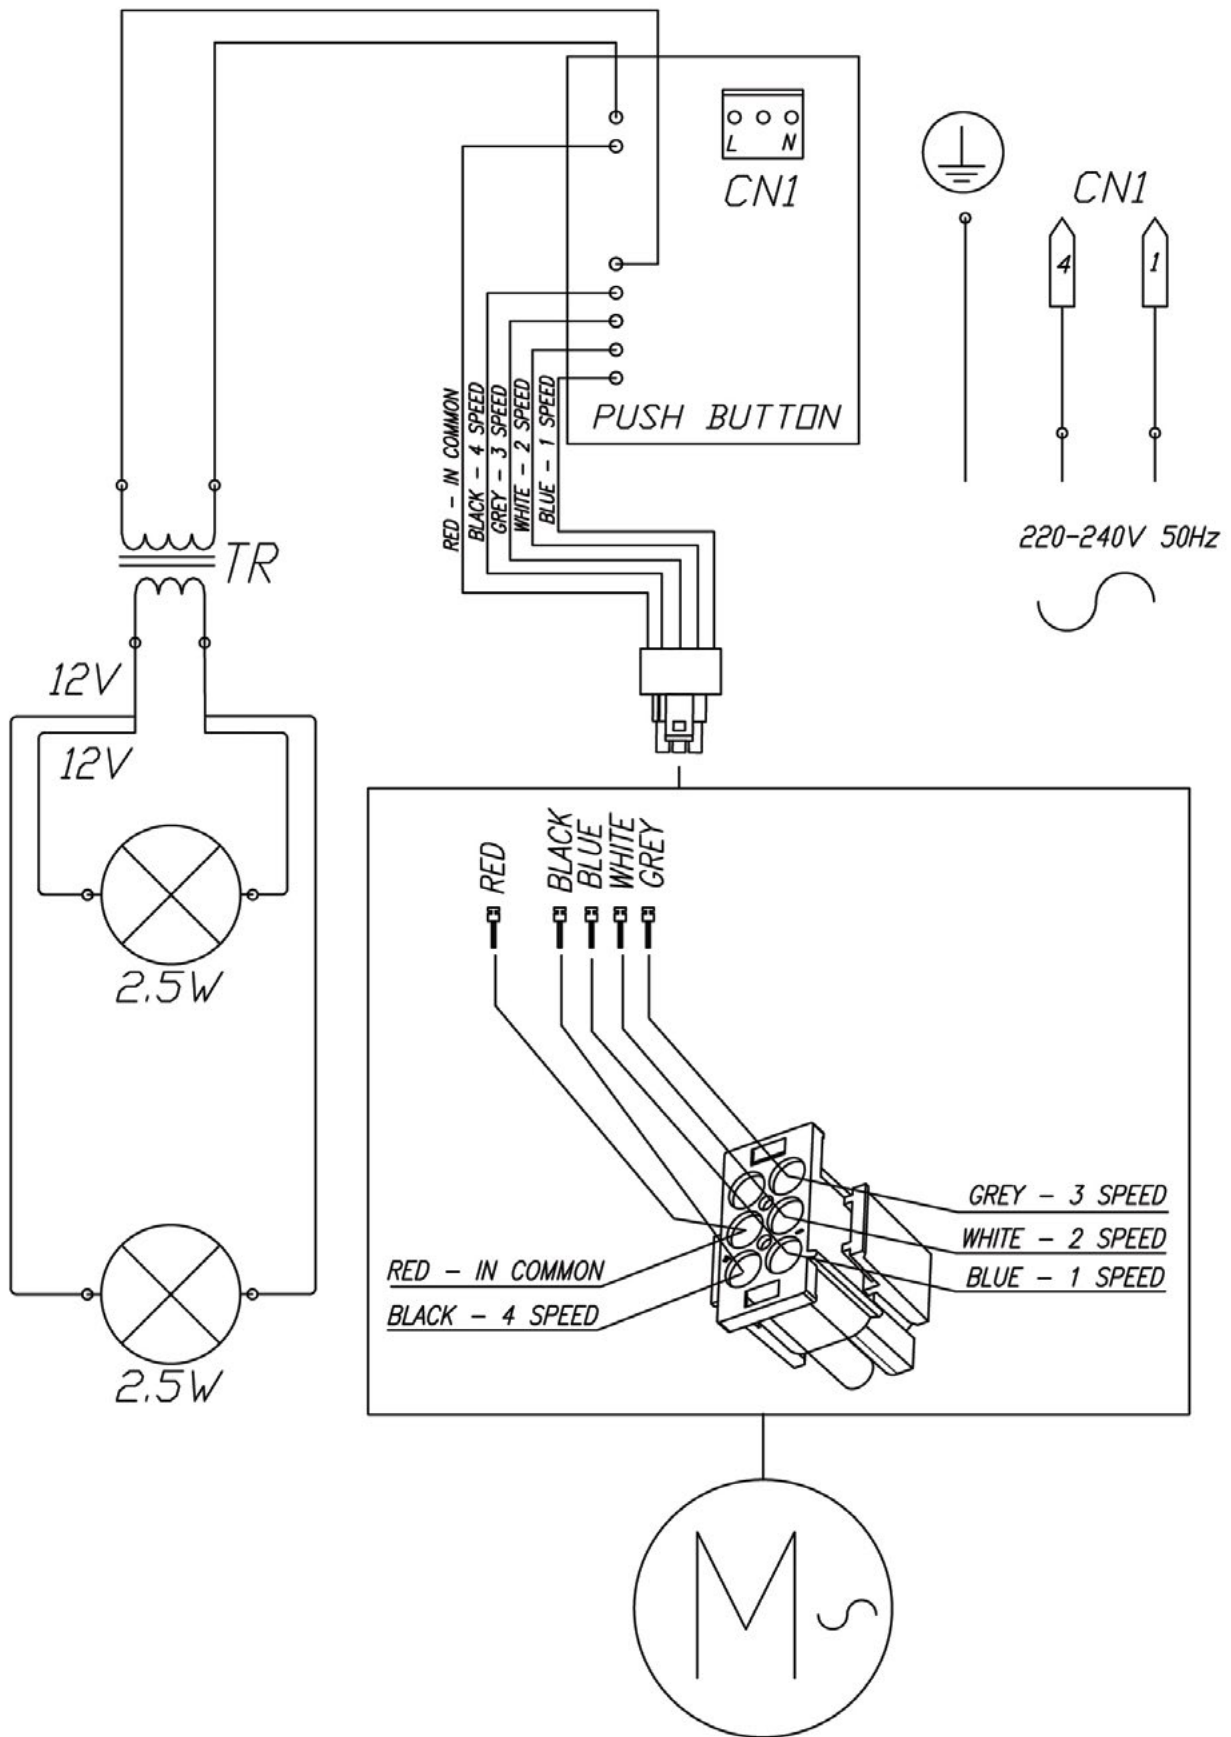 L N
CN1
CN1
4 1
PUSH BUTTON
RED - IN COMMON
BLACK - 4 SPEED
GREY - 3 SPEED
WHITE - 2 SPEED
BLUE - 1 SPEED
220-240V 50Hz
TR
12V
12V
2.5W
2.5W
RED
BLACK
BLUE
WHITE
GREY
GREY - 3 SPEED
WHITE - 2 SPEED
BLUE - 1 SPEED
RED - IN COMMON
BLACK - 4 SPEED
M